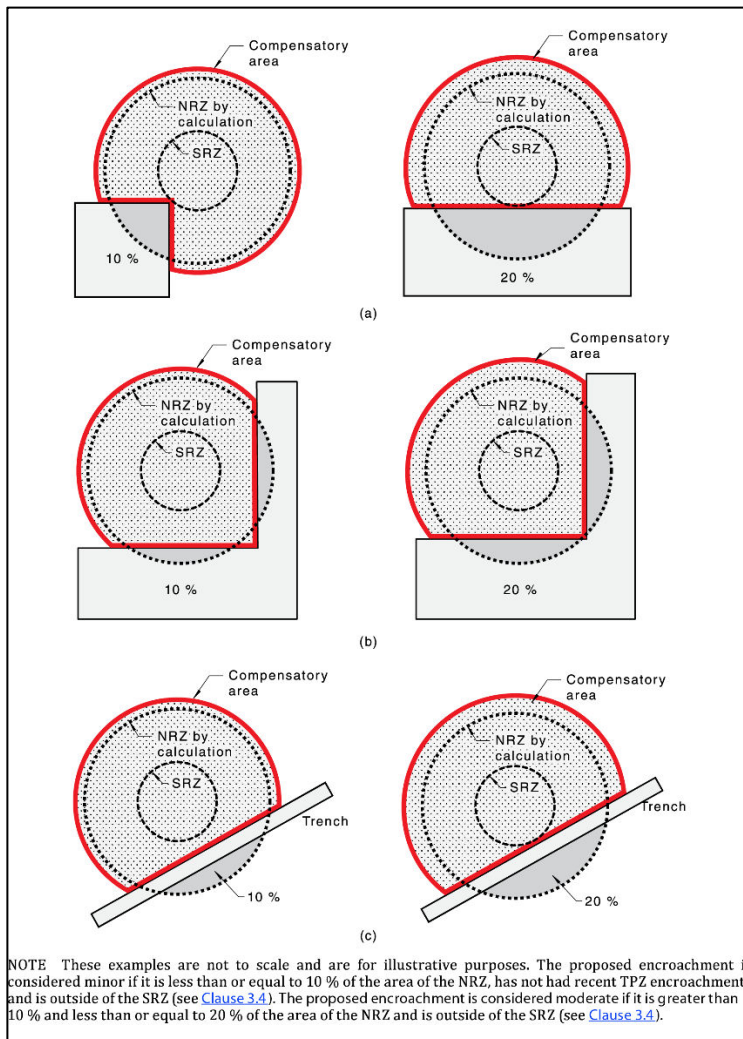 Compensatory
area
NRZ by
calculation
SRZ
10 %
Compensatory
area
NRZ by
calculation
SRZ
20 %
(a)
Compensatory
area
NRZ by
calculation
SRZ
10 %
Compensatory
area
NRZ by
calculation
SRZ
20 %
(b)
Compensatory
area
NRZ by
calculation
SRZ
Trench
10 %
Compensatory
area
NRZ by
calculation
SRZ
Trench
20 %
(c)
NOTE These examples are not to scale and are for illustrative purposes. The proposed encroachment i
considered minor if it is less than or equal to 10 % of the area of the NRZ, has not had recent TPZ encroachment
and is outside of the SRZ (see Clause 3.4). The proposed encroachment is considered moderate if it is greater than
10 % and less than or equal to 20 % of the area of the NRZ and is outside of the SRZ (see Clause 3.4).